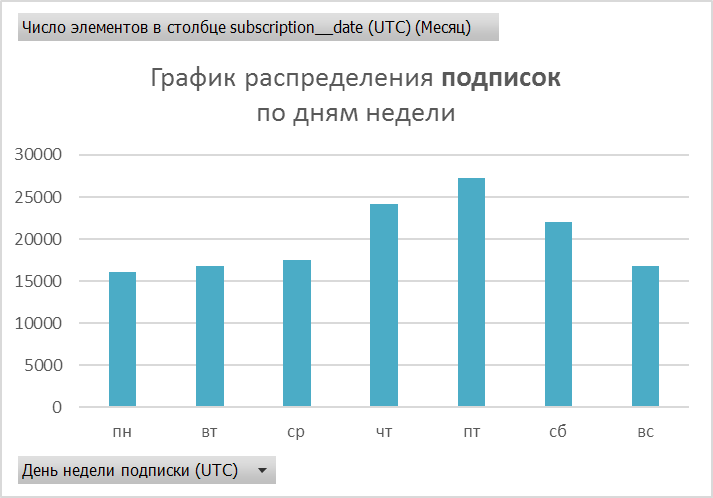 Число элементов в столбце subscription__date (UTC) (Месяц)
График распределения подписок
по дням недели
30000
25000
20000
15000
10000
5000
0
пн вт ср чт пт сб вс
День недели подписки (UTC)